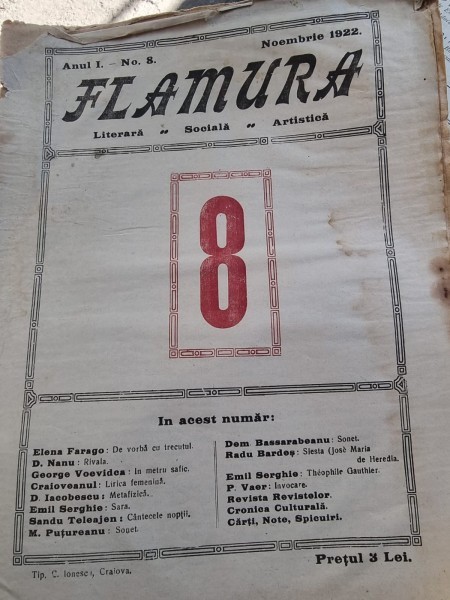 Anul I. – No. 8.
Noembrie 1922.
FLAMURA
Literară „ Socială „ Artistică
8
In acest număr:
Elena Farago : De vorbă cu trecutul.
D. Nanu : Rivala.
George Voevidca : In metru safic.
Craioveanul : Lirica feminină.
D. Iacobescu : Metafizică..
Emil Serghie : Sara.
Sandu Teleajen : Cântecele nopții.
M. Puțureanu : Sonet.
Dem Bassarabeanu : Sonet.
Radu Bardeș : Siesta (José Maria
de Heredia.
Emil Serghie : Théophile Gauthier.
P. Vaer : Invocare.
Revista Revistelor.
Cronica Culturală.
Cărți, Note, Spicuiri.
Prețul 3 Lei.
Tip. C. Ionescu, Craiova.